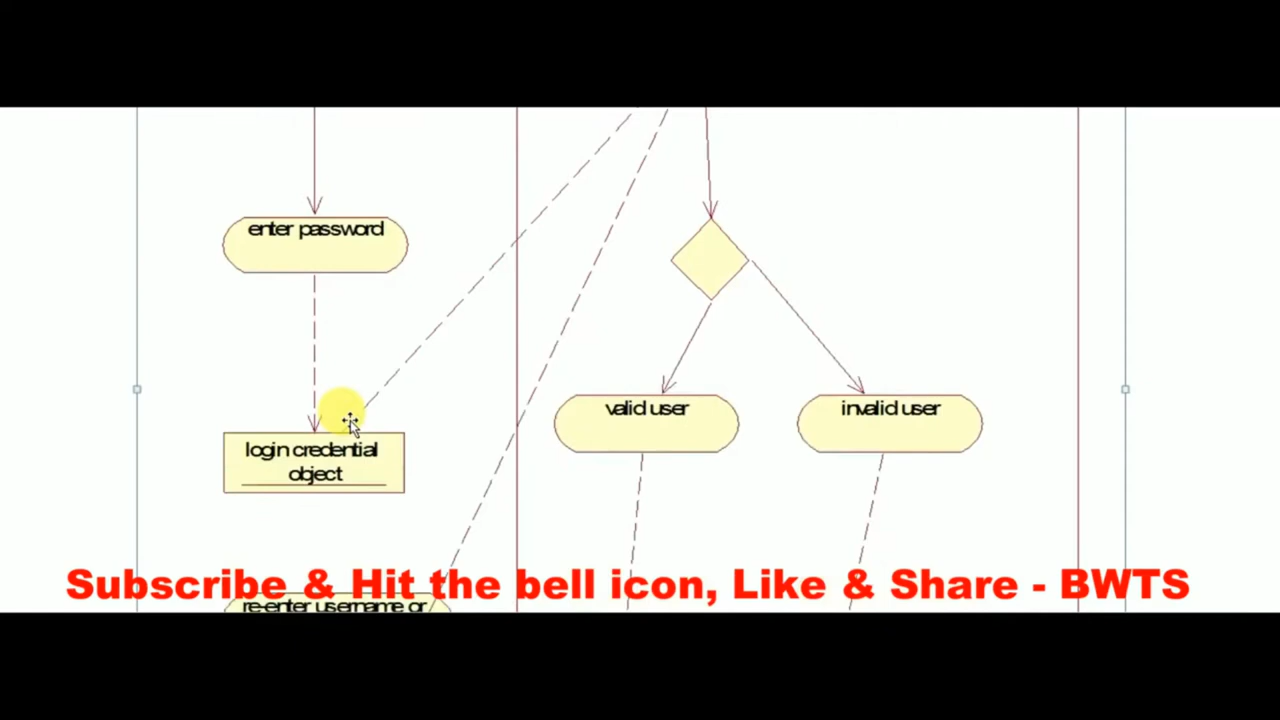 enter password
valid user
invalid user
login credential
object
Subscribe & Hit the bell icon, Like & Share - BWTS
re-enter username or